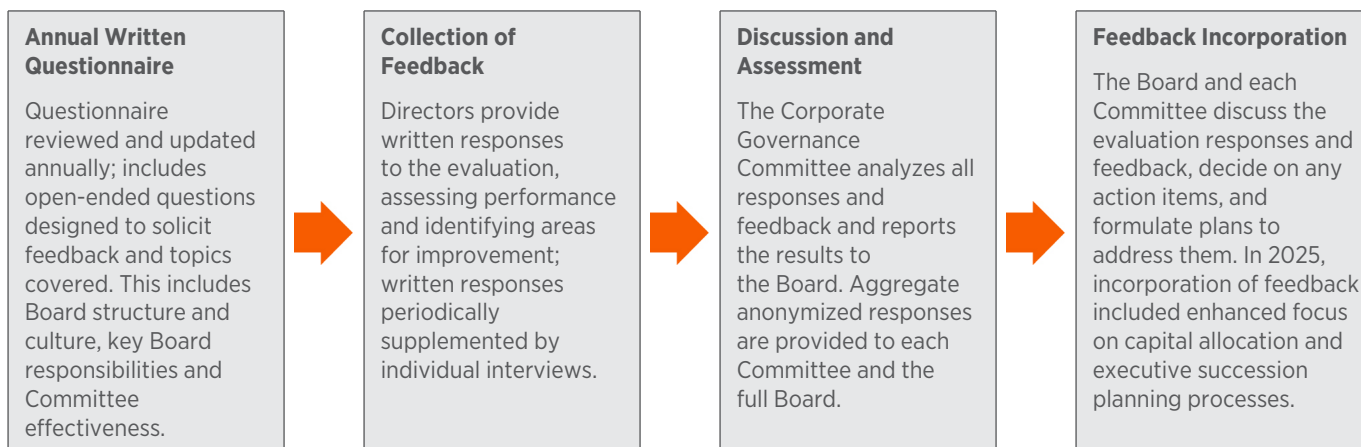 Annual Written
Questionnaire
Questionnaire
reviewed and updated
annually; includes
open-ended questions
designed to solicit
feedback and topics
covered. This includes
Board structure and
culture, key Board
responsibilities and
Committee
effectiveness.
Collection of
Feedback
Directors provide
written responses
to the evaluation,
assessing performance
and identifying areas
for improvement;
written responses
periodically
supplemented by
individual interviews.
Discussion and
Assessment
The Corporate
Governance
Committee analyzes all
responses and
feedback and reports
the results to
the Board. Aggregate
anonymized responses
are provided to each
Committee and the
full Board.
Feedback Incorporation
The Board and each
Committee discuss the
evaluation responses and
feedback, decide on any
action items, and
formulate plans to
address them. In 2025,
incorporation of feedback
included enhanced focus
on capital allocation and
executive succession
planning processes.